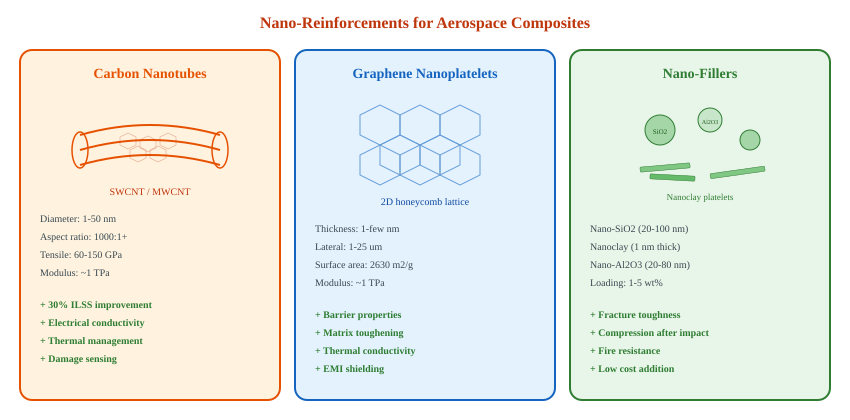 Nano-Reinforcements for Aerospace Composites
Carbon Nanotubes
SWCNT / MWCNT
Diameter: 1-50 nm
Aspect ratio: 1000:1+
Tensile: 60-150 GPa
Modulus: ~1 TPa
+ 30% ILSS improvement
+ Electrical conductivity
+ Thermal management
+ Damage sensing
Graphene Nanoplatelets
2D honeycomb lattice
Thickness: 1-few nm
Lateral: 1-25 um
Surface area: 2630 m2/g
Modulus: ~1 TPa
+ Barrier properties
+ Matrix toughening
+ Thermal conductivity
+ EMI shielding
Nano-Fillers
SiO2
Al2O3
Nanoclay platelets
Nano-SiO2 (20-100 nm)
Nanoclay (1 nm thick)
Nano-Al2O3 (20-80 nm)
Loading: 1-5 wt%
+ Fracture toughness
+ Compression after impact
+ Fire resistance
+ Low cost addition